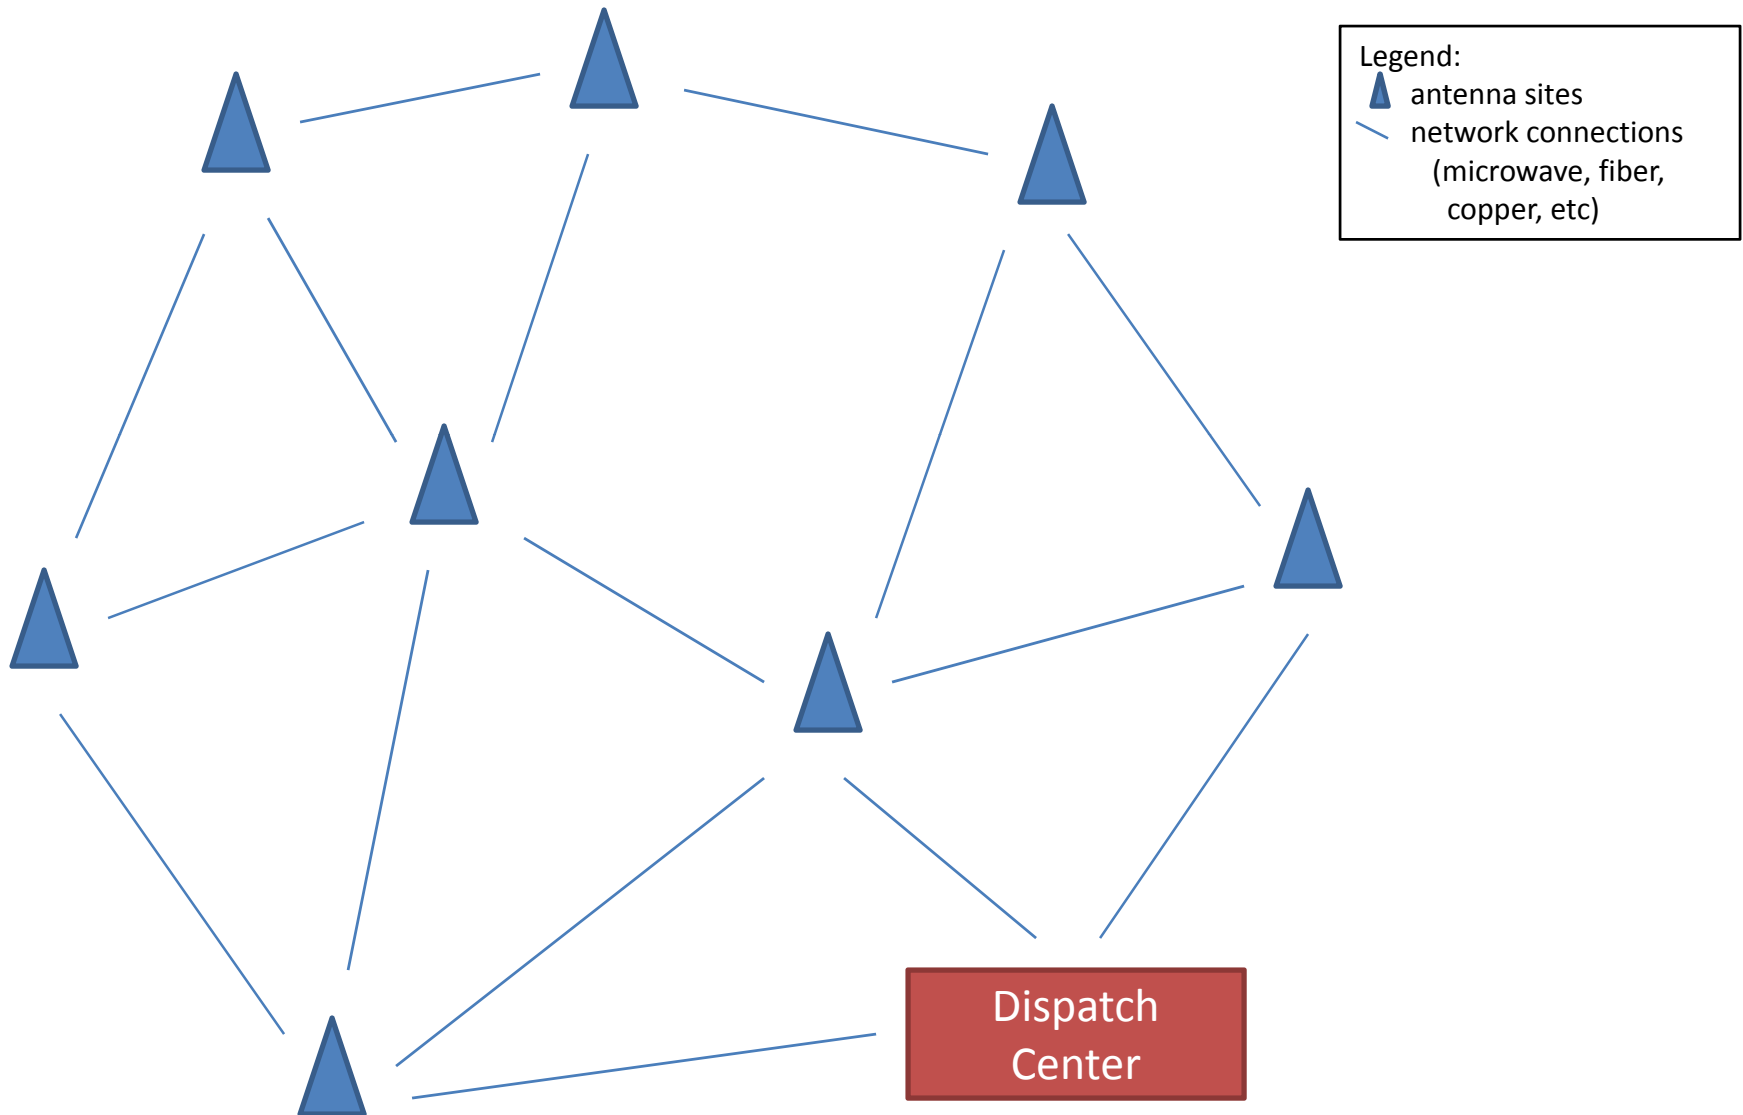 Legend:
antenna sites
network connections
(microwave, fiber,
copper, etc)
Dispatch
Center